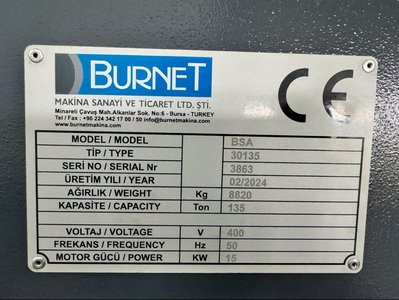 BURNET
MAKİNA SANAYİ VE TİCARET LTD. ŞTİ.
Minareli Çavuş Mah.Alkanlar Sok. No:6 - Bursa - TURKEY
Tel / Fax : +90 224 342 17 00 / 50 info@burnetmakina.com
www.burnetmakina.com
CE
MODEL / MODEL BSA
TİP / TYPE 30135
SERİ NO / SERIAL Nr 3863
ÜRETİM YILI / YEAR 02/2024
AĞIRLIK / WEIGHT Kg 8820
KAPASİTE / CAPACITY Ton 135
VOLTAJ / VOLTAGE V 400
FREKANS / FREQUENCY Hz 50
MOTOR GÜCÜ / POWER KW 15